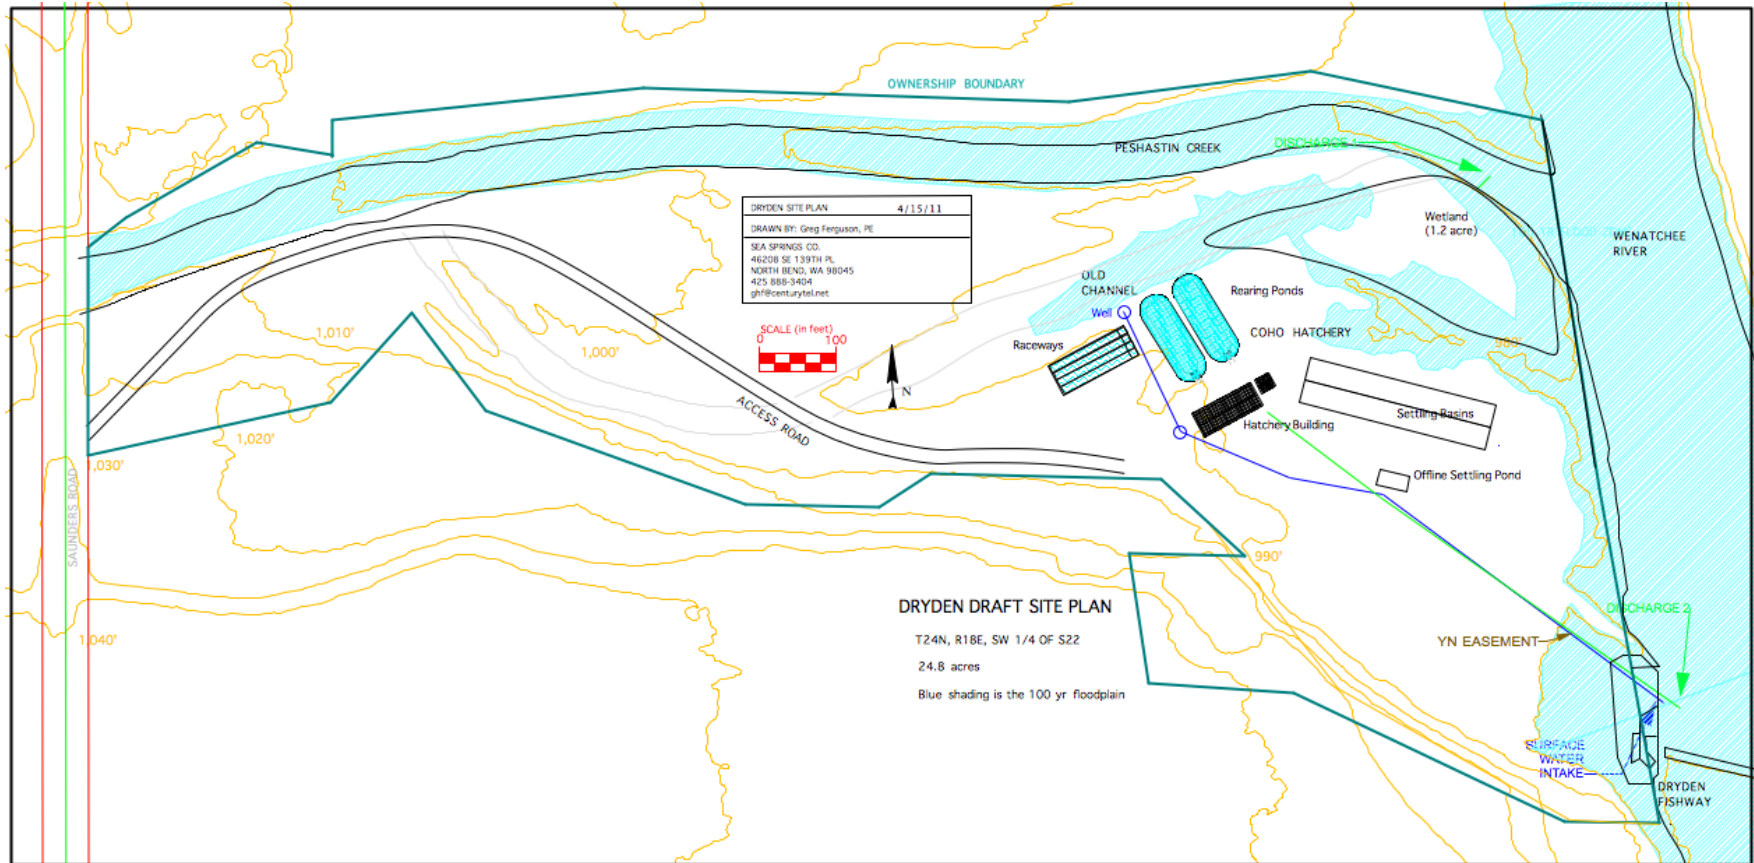 OWNERSHIP BOUNDARY
PESHASTIN CREEK
DISCHARGE 1
DRYDEN SITE PLAN 4/15/11
DRAWN BY: Greg Ferguson, PE
SEA SPRINGS CO.
46208 SE 139TH PL
NORTH BEND, WA 98045
425 888-3404
ghf@centurytel.net
Wetland
(1.2 acre)
WENATCHEE
RIVER
OLD
CHANNEL
Rearing Ponds
Well
COHO HATCHERY
SCALE (in feet)
0 100
1,010'
1,000'
Raceways
980'
N
ACCESS ROAD
Settling Basins
Hatchery Building
1,020'
1,030'
Offline Settling Pond
SAUNDERS ROAD
990'
DRYDEN DRAFT SITE PLAN
T24N, R18E, SW 1/4 OF S22
24.8 acres
Blue shading is the 100 yr floodplain
1,040'
DISCHARGE 2
YN EASEMENT
SURFACE
WATER
INTAKE
DRYDEN
FISHWAY